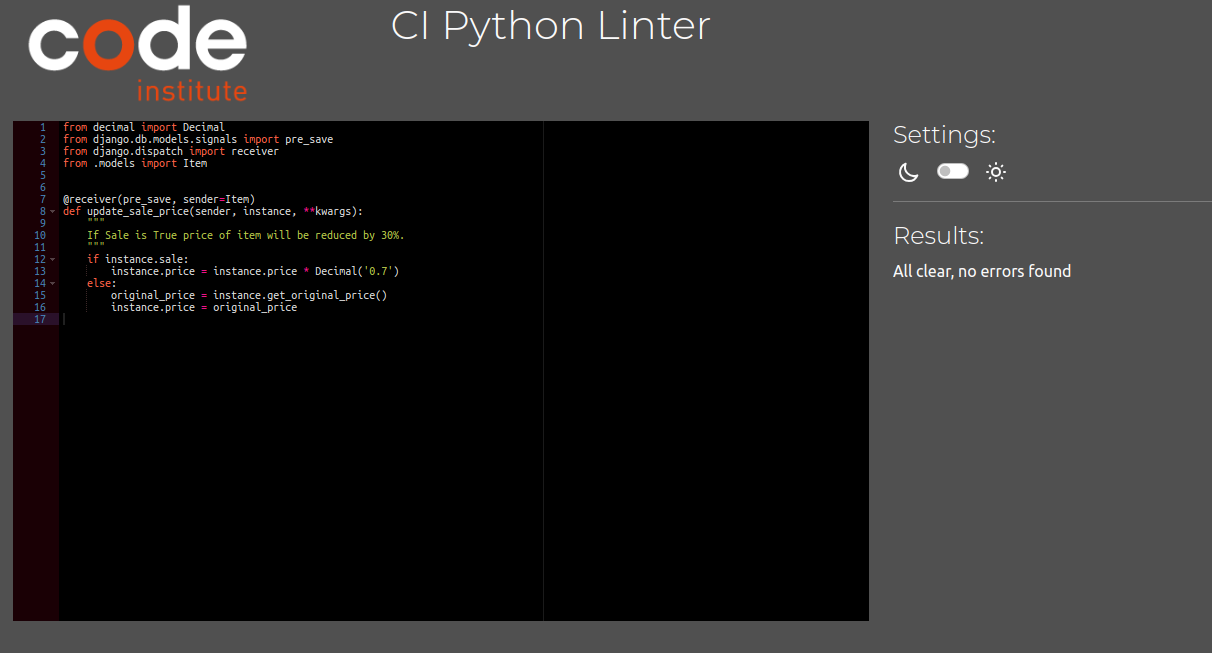 code
institute
CI Python Linter
1 from decimal import Decimal
2 from django.db.models.signals import pre_save
3 from django.dispatch import receiver
4 from .models import Item
5
6
7 @receiver(pre_save, sender=Item)
8 def update_sale_price(sender, instance, **kwargs):
9     """
10     If Sale is True price of item will be reduced by 30%.
11     """
12     if instance.sale:
13         instance.price = instance.price * Decimal('0.7')
14     else:
15         original_price = instance.get_original_price()
16         instance.price = original_price
17
Settings:
Results:
All clear, no errors found